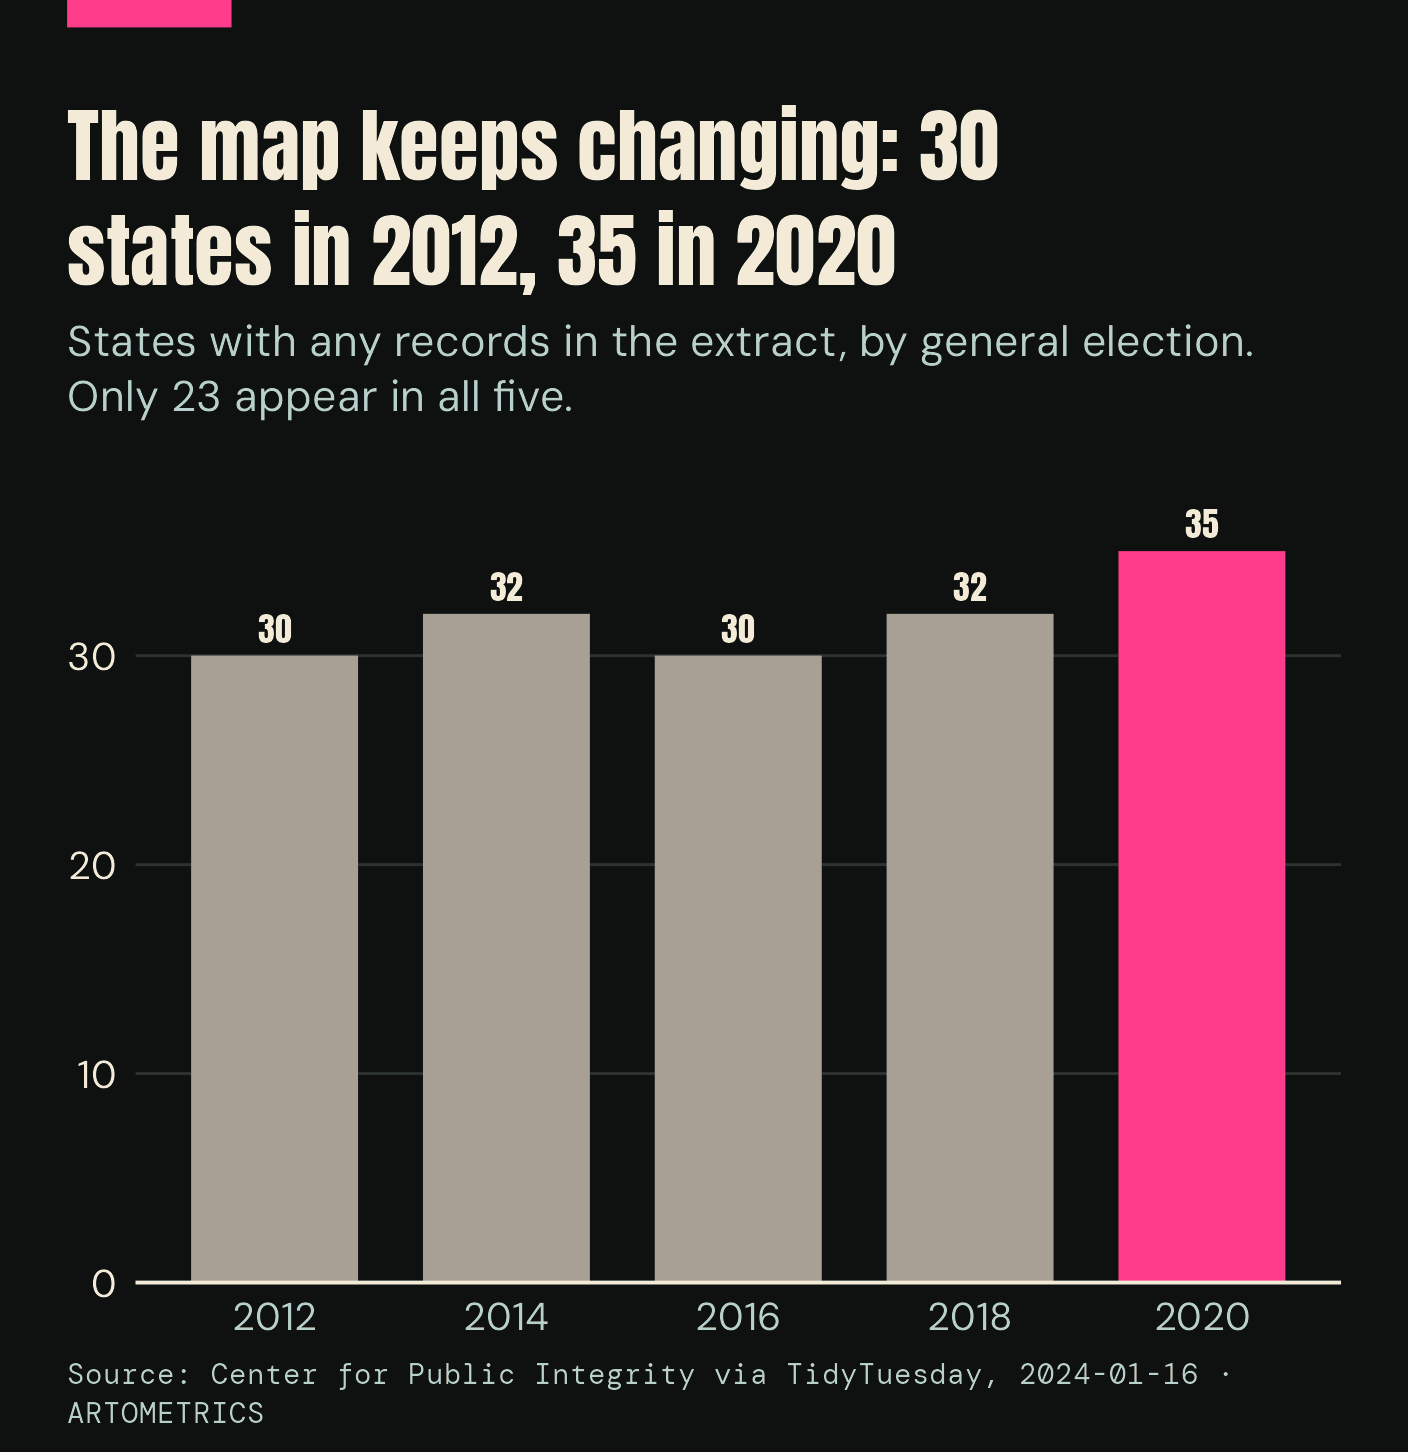 The map keeps changing: 30
states in 2012, 35 in 2020
States with any records in the extract, by general election.
Only 23 appear in all five.
35
32
32
30
30
30
20
10
0
2012
2014
2016
2018
2020
Source: Center for Public Integrity via TidyTuesday, 2024-01-16 ·
ARTOMETRICS